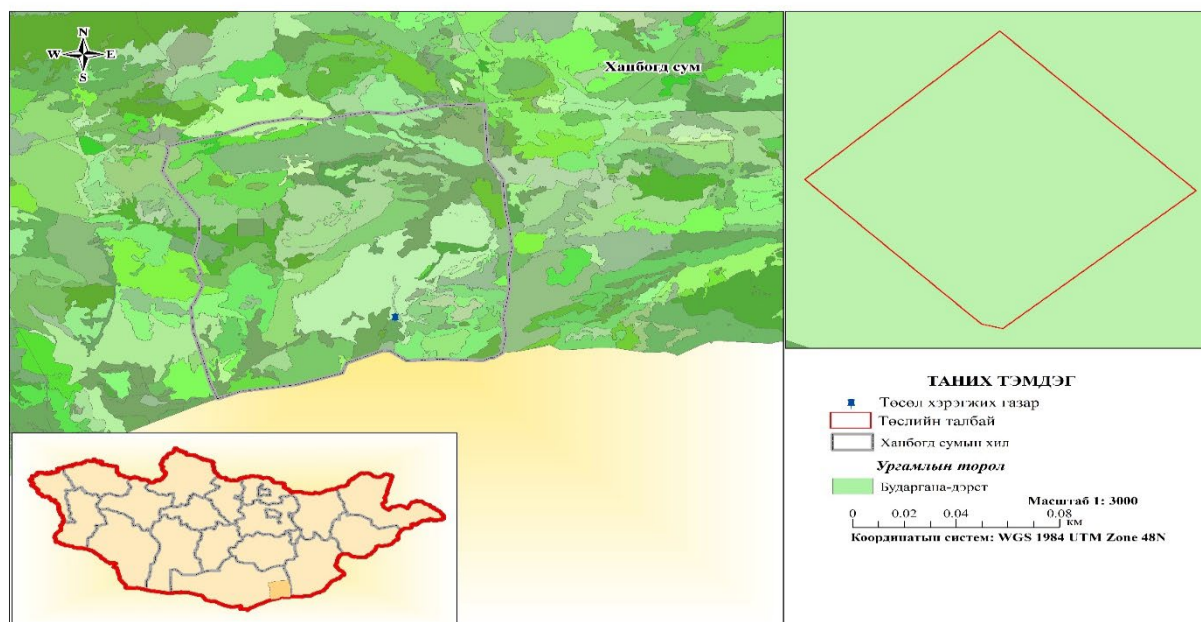 N
W E
S
Ханбогд сум
ТАНИХ ТЭМДЭГ
Төсөл хэрэгжих газар
Төслийн талбай
Ханбогд сумын хил
Ургамлын төрөл
Бударгана-дэрст
Масштаб 1: 3000
0 0.02 0.04 0.08
км
Координатын систем: WGS 1984 UTM Zone 48N